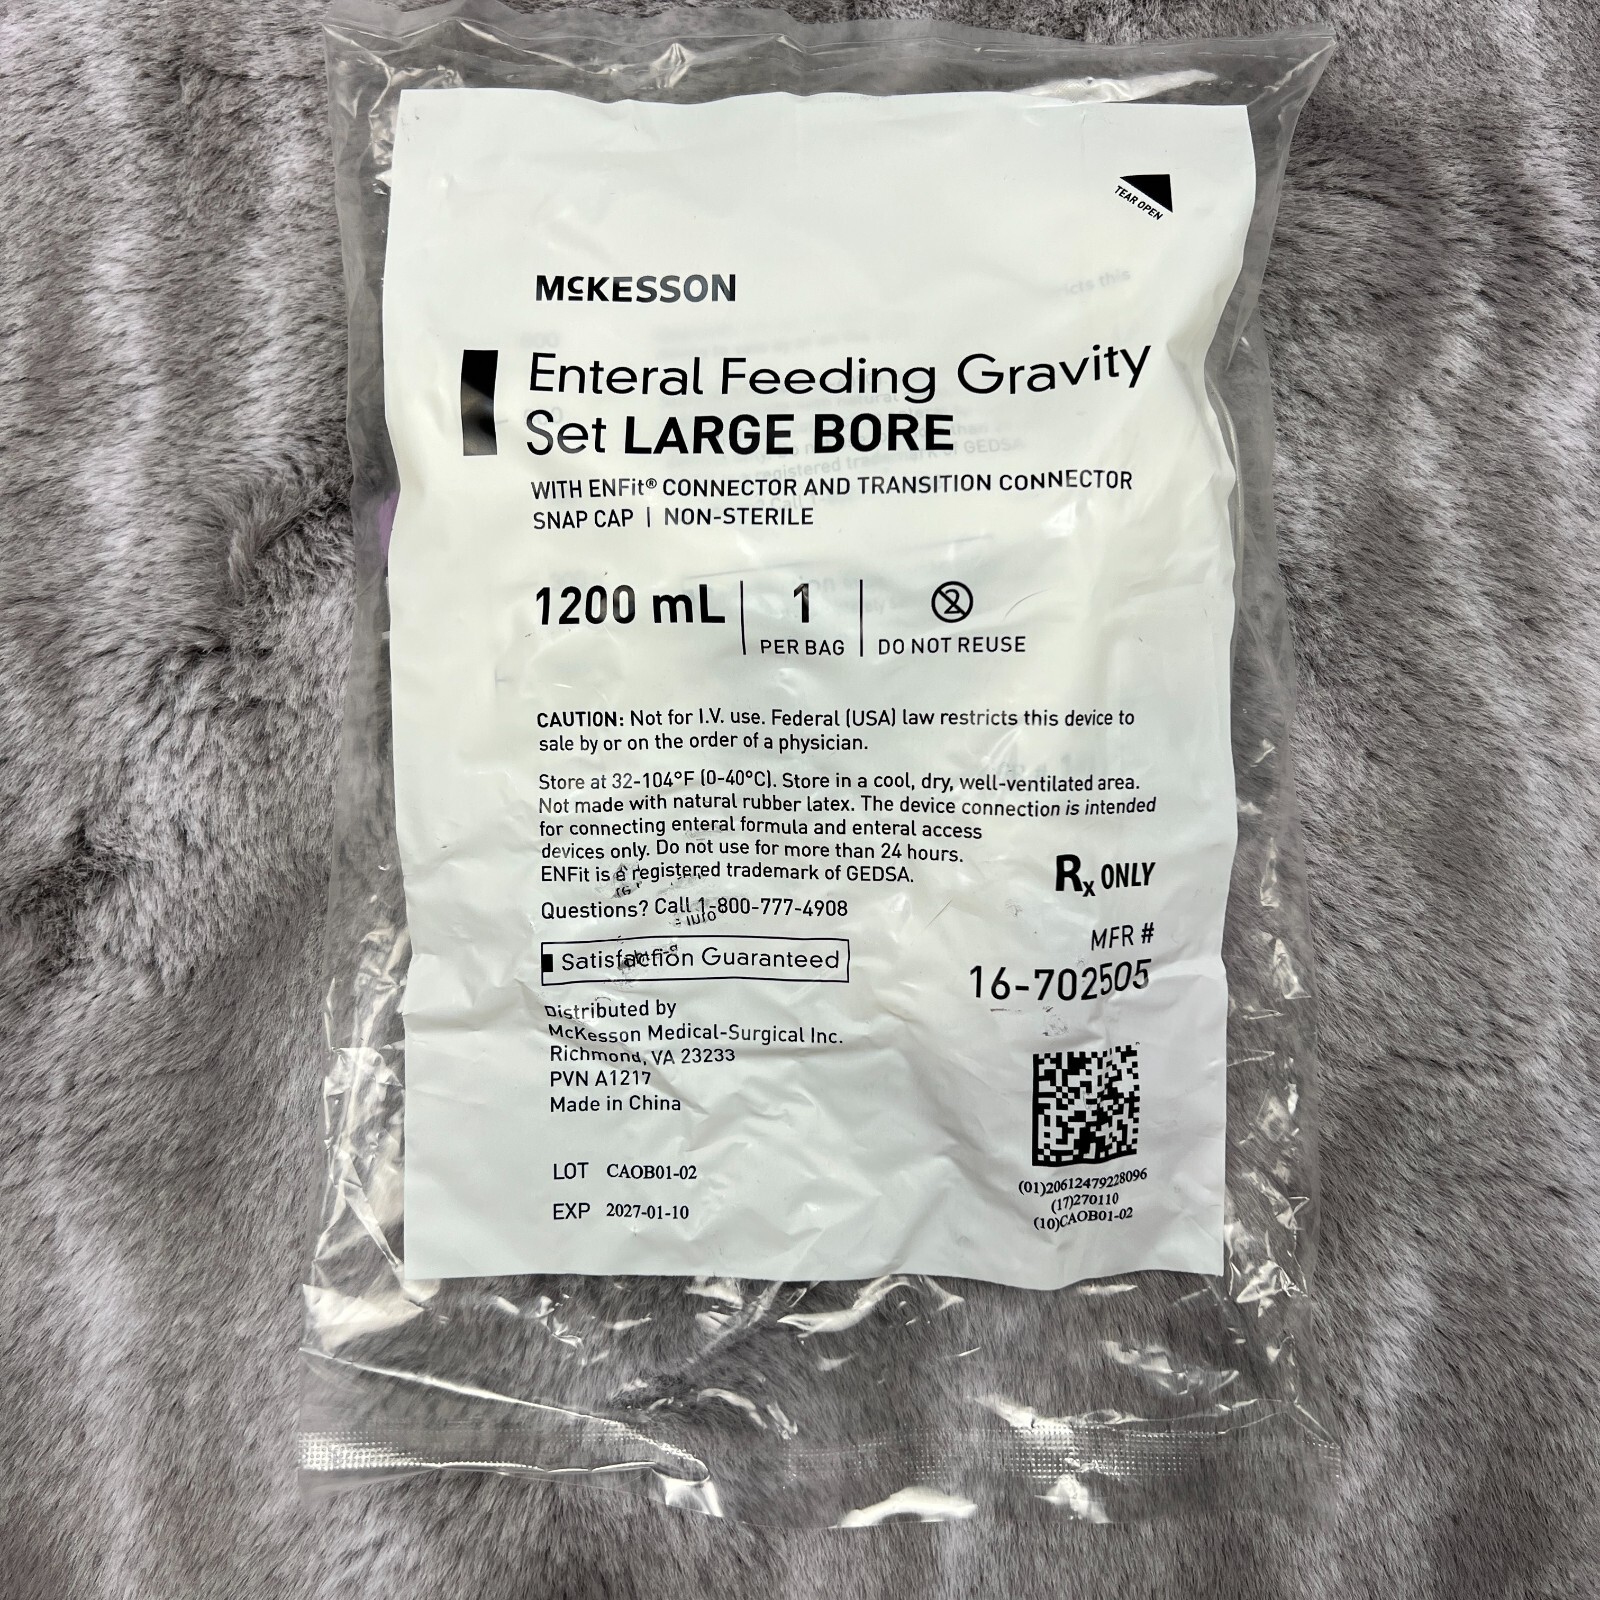 TEAR OPEN
McKESSON
Enteral Feeding Gravity
Set LARGE BORE
WITH ENFit® CONNECTOR AND TRANSITION CONNECTOR
SNAP CAP | NON-STERILE
1200 mL | 1 PER BAG | DO NOT REUSE
CAUTION: Not for I.V. use. Federal (USA) law restricts this device to
sale by or on the order of a physician.
Store at 32-104°F (0-40°C). Store in a cool, dry, well-ventilated area.
Not made with natural rubber latex. The device connection is intended
for connecting enteral formula and enteral access
devices only. Do not use for more than 24 hours.
ENFit is a registered trademark of GEDSA.
Rx ONLY
Questions? Call 1-800-777-4908
MFR #
16-702505
Satisfaction Guaranteed
Distributed by
McKesson Medical-Surgical Inc.
Richmond, VA 23233
PVN A1217
Made in China
LOT CAOB01-02
EXP 2027-01-10
(01)20612479228096
(17)270110
(10)CAOB01-02